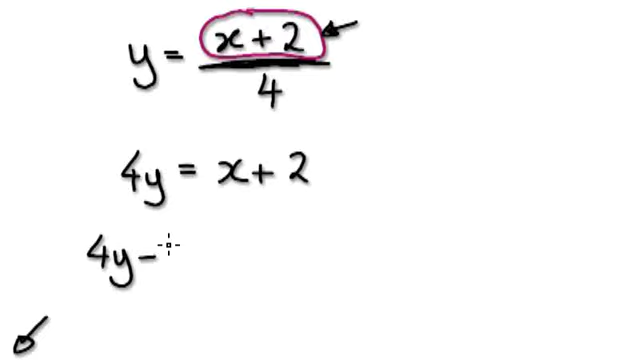 y = x + 2 / 4
4y = x + 2
4y -